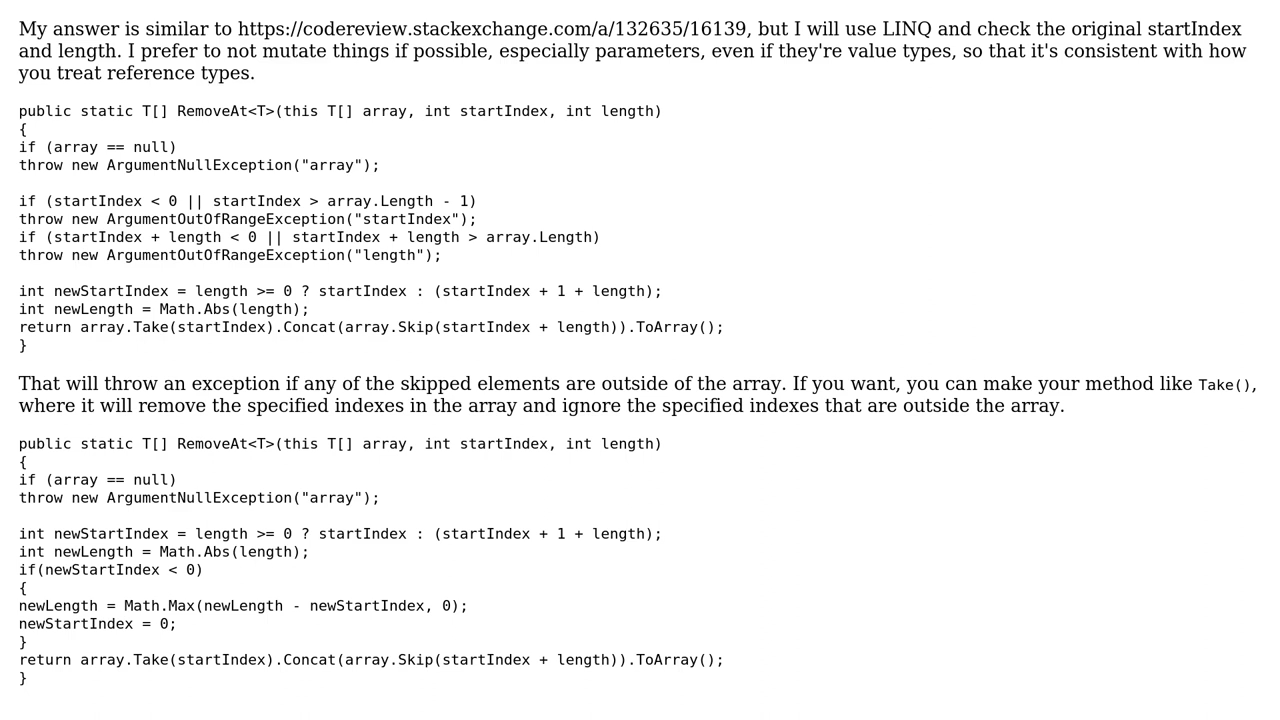 My answer is similar to https://codereview.stackexchange.com/a/132635/16139, but I will use LINQ and check the original startIndex
and length. I prefer to not mutate things if possible, especially parameters, even if they're value types, so that it's consistent with how
you treat reference types.
public static T[] RemoveAt<T>(this T[] array, int startIndex, int length)
{
if (array == null)
throw new ArgumentNullException("array");
if (startIndex < 0 || startIndex > array.Length - 1)
throw new ArgumentOutOfRangeException("startIndex");
if (startIndex + length < 0 || startIndex + length > array.Length)
throw new ArgumentOutOfRangeException("length");
int newStartIndex = length >= 0 ? startIndex : (startIndex + 1 + length);
int newLength = Math.Abs(length);
return array.Take(startIndex).Concat(array.Skip(startIndex + length)).ToArray();
}
That will throw an exception if any of the skipped elements are outside of the array. If you want, you can make your method like Take(),
where it will remove the specified indexes in the array and ignore the specified indexes that are outside the array.
public static T[] RemoveAt<T>(this T[] array, int startIndex, int length)
{
if (array == null)
throw new ArgumentNullException("array");
int newStartIndex = length >= 0 ? startIndex : (startIndex + 1 + length);
int newLength = Math.Abs(length);
if(newStartIndex < 0)
{
newLength = Math.Max(newLength - newStartIndex, 0);
newStartIndex = 0;
}
return array.Take(startIndex).Concat(array.Skip(startIndex + length)).ToArray();
}